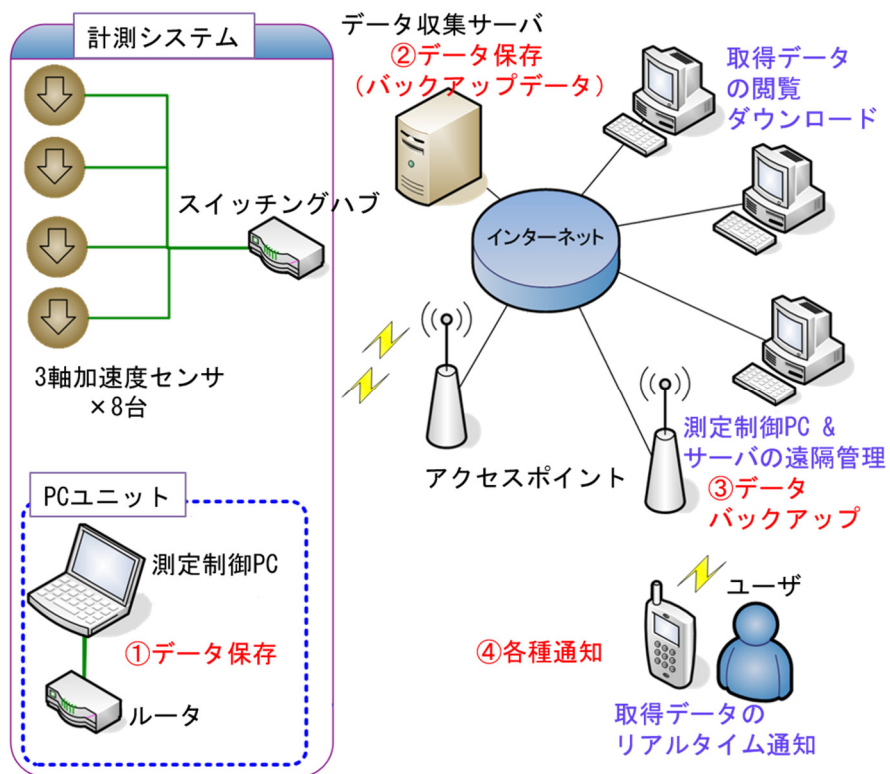 計測システム
スイッチングハブ
3軸加速度センサ
×8台
PCユニット
測定制御PC
①データ保存
ルータ
データ収集サーバ
②データ保存
(バックアップデータ)
取得データ
の閲覧
ダウンロード
インターネット
アクセスポイント
測定制御PC &
サーバの遠隔管理
③データ
バックアップ
ユーザ
④各種通知
取得データの
リアルタイム通知